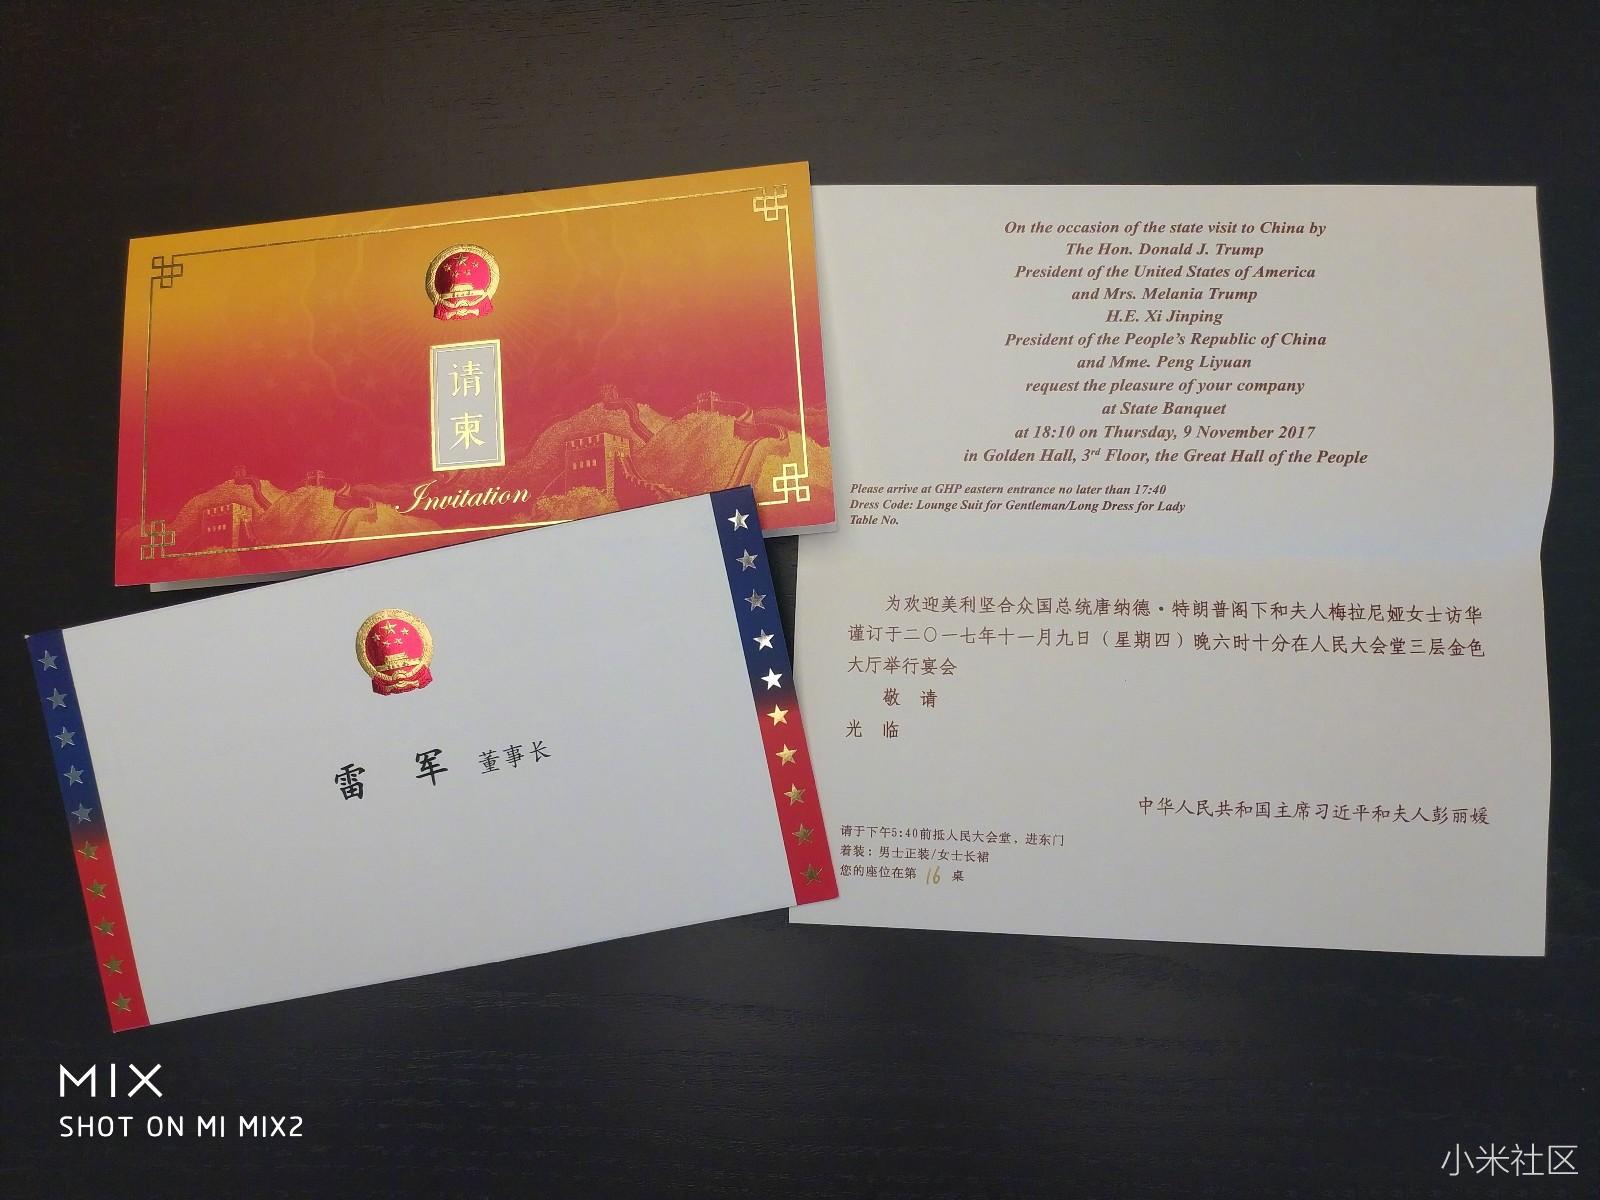 请
柬
Invitation
雷 军 董事长
On the occasion of the state visit to China by
The Hon. Donald J. Trump
President of the United States of America
and Mrs. Melania Trump
H.E. Xi Jinping
President of the People's Republic of China
and Mme. Peng Liyuan
request the pleasure of your company
at State Banquet
at 18:10 on Thursday, 9 November 2017
in Golden Hall, 3rd Floor, the Great Hall of the People
Please arrive at GHP eastern entrance no later than 17:40
Dress Code: Lounge Suit for Gentleman/Long Dress for Lady
Table No.
为欢迎美利坚合众国总统唐纳德·特朗普阁下和夫人梅拉尼娅女士访华
谨订于二〇一七年十一月九日（星期四）晚六时十分在人民大会堂三层金色
大厅举行宴会
敬 请
光 临
中华人民共和国主席习近平和夫人彭丽媛
请于下午5:40前抵人民大会堂，进东门
着装：男士正装/女士长裙
您的座位在第 16 桌
MIX
SHOT ON MI MIX2
小米社区